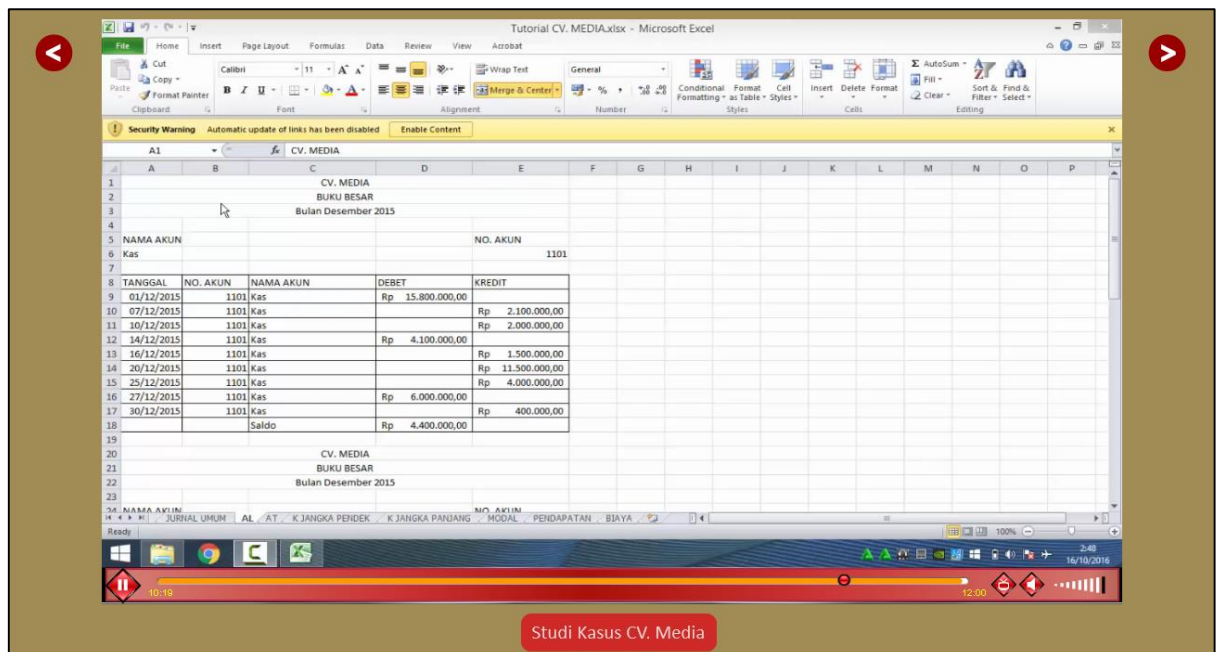 Tutorial CV. MEDIA.xlsx - Microsoft Excel
File Home Insert Page Layout Formulas Data Review View Acrobat
Cut
Copy
Format Painter
Paste
Clipboard
Calibri 11
Font
Wrap Text
Merge & Center
Alignment
General
Number
Conditional Formatting
Format as Table
Cell Styles
Styles
Insert Delete Format
Cells
AutoSum
Fill
Clear
Sort & Filter
Find & Select
Editing
Security Warning Automatic update of links has been disabled Enable Content
A1 fx CV. MEDIA
A B C D E F G H I J K L M N O P
1 CV. MEDIA
2 BUKU BESAR
3 Bulan Desember 2015
4
5 NAMA AKUN NO. AKUN
6 Kas 1101
7
8 TANGGAL NO. AKUN NAMA AKUN DEBET KREDIT
9 01/12/2015 1101 Kas Rp 15.800.000,00
10 07/12/2015 1101 Kas Rp 2.100.000,00
11 10/12/2015 1101 Kas Rp 2.000.000,00
12 14/12/2015 1101 Kas Rp 4.100.000,00
13 16/12/2015 1101 Kas Rp 1.500.000,00
14 20/12/2015 1101 Kas Rp 11.500.000,00
15 25/12/2015 1101 Kas Rp 4.000.000,00
16 27/12/2015 1101 Kas Rp 6.000.000,00
17 30/12/2015 1101 Kas Rp 400.000,00
18 Saldo Rp 4.400.000,00
19
20 CV. MEDIA
21 BUKU BESAR
22 Bulan Desember 2015
23
24 NAMA AKUN NO. AKUN
JURNAL UMUM AL AT K JANGKA PENDEK K JANGKA PANJANG MODAL PENDAPATAN BIAYA
Ready 100%
2:48
16/10/2016
10:19 12:00
Studi Kasus CV. Media